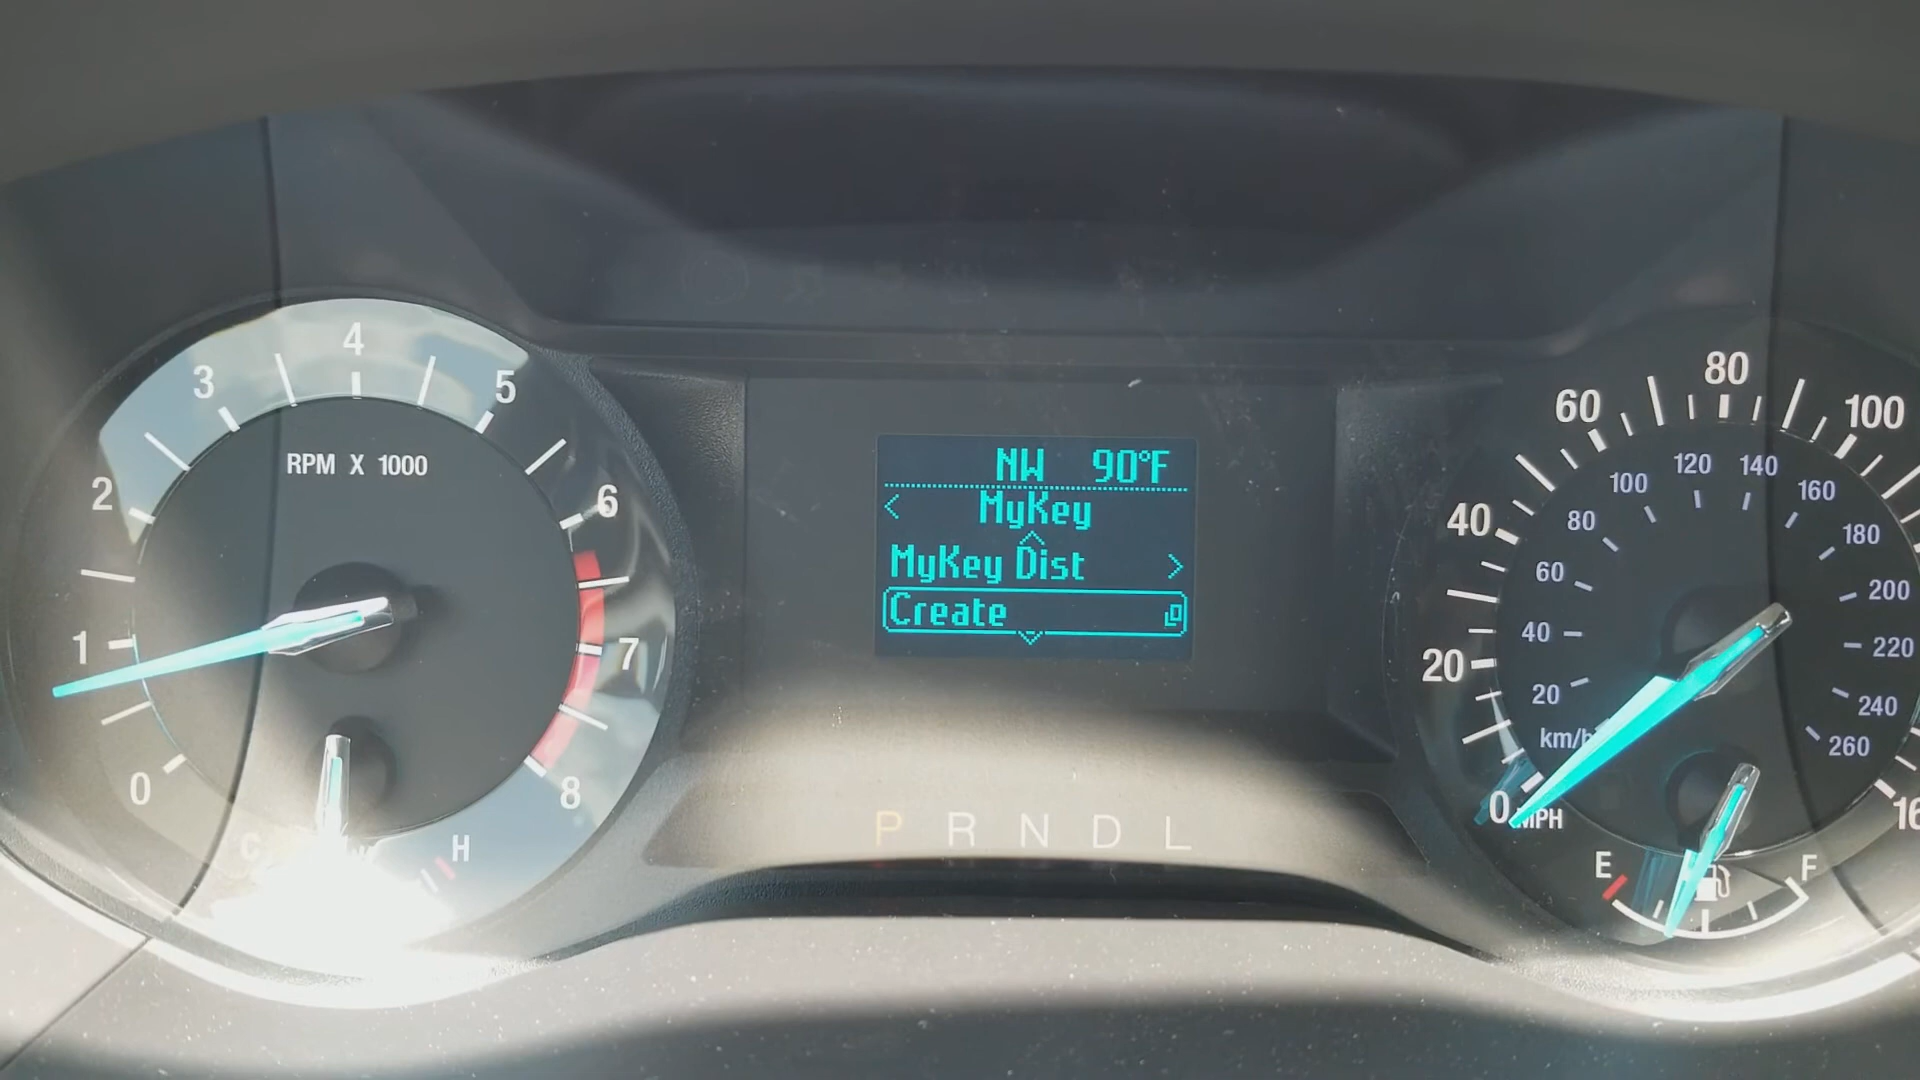 4
3 5
2 6
1 7
0 8
RPM X 1000
C H
NW 90°F
< MyKey
MyKey Dist >
Create
P R N D L
80
60 100
40
20
0 MPH
16
120 140
100 160
80 180
60 200
40 220
20 240
km/h 260
E F